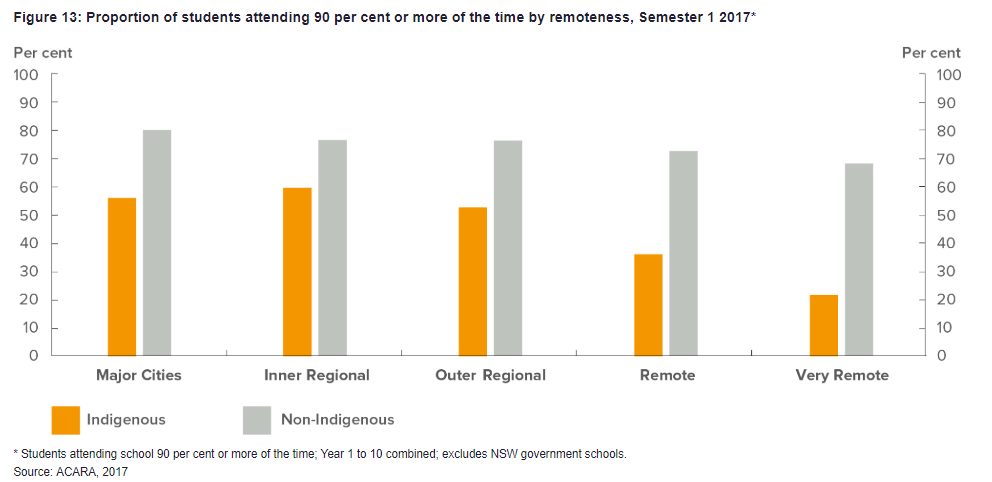 Figure 13: Proportion of students attending 90 per cent or more of the time by remoteness, Semester 1 2017*
Per cent Per cent
100 100
90 90
80 80
70 70
60 60
50 50
40 40
30 30
20 20
10 10
0 0
Major Cities Inner Regional Outer Regional Remote Very Remote
Indigenous Non-Indigenous
* Students attending school 90 per cent or more of the time; Year 1 to 10 combined; excludes NSW government schools.
Source: ACARA, 2017